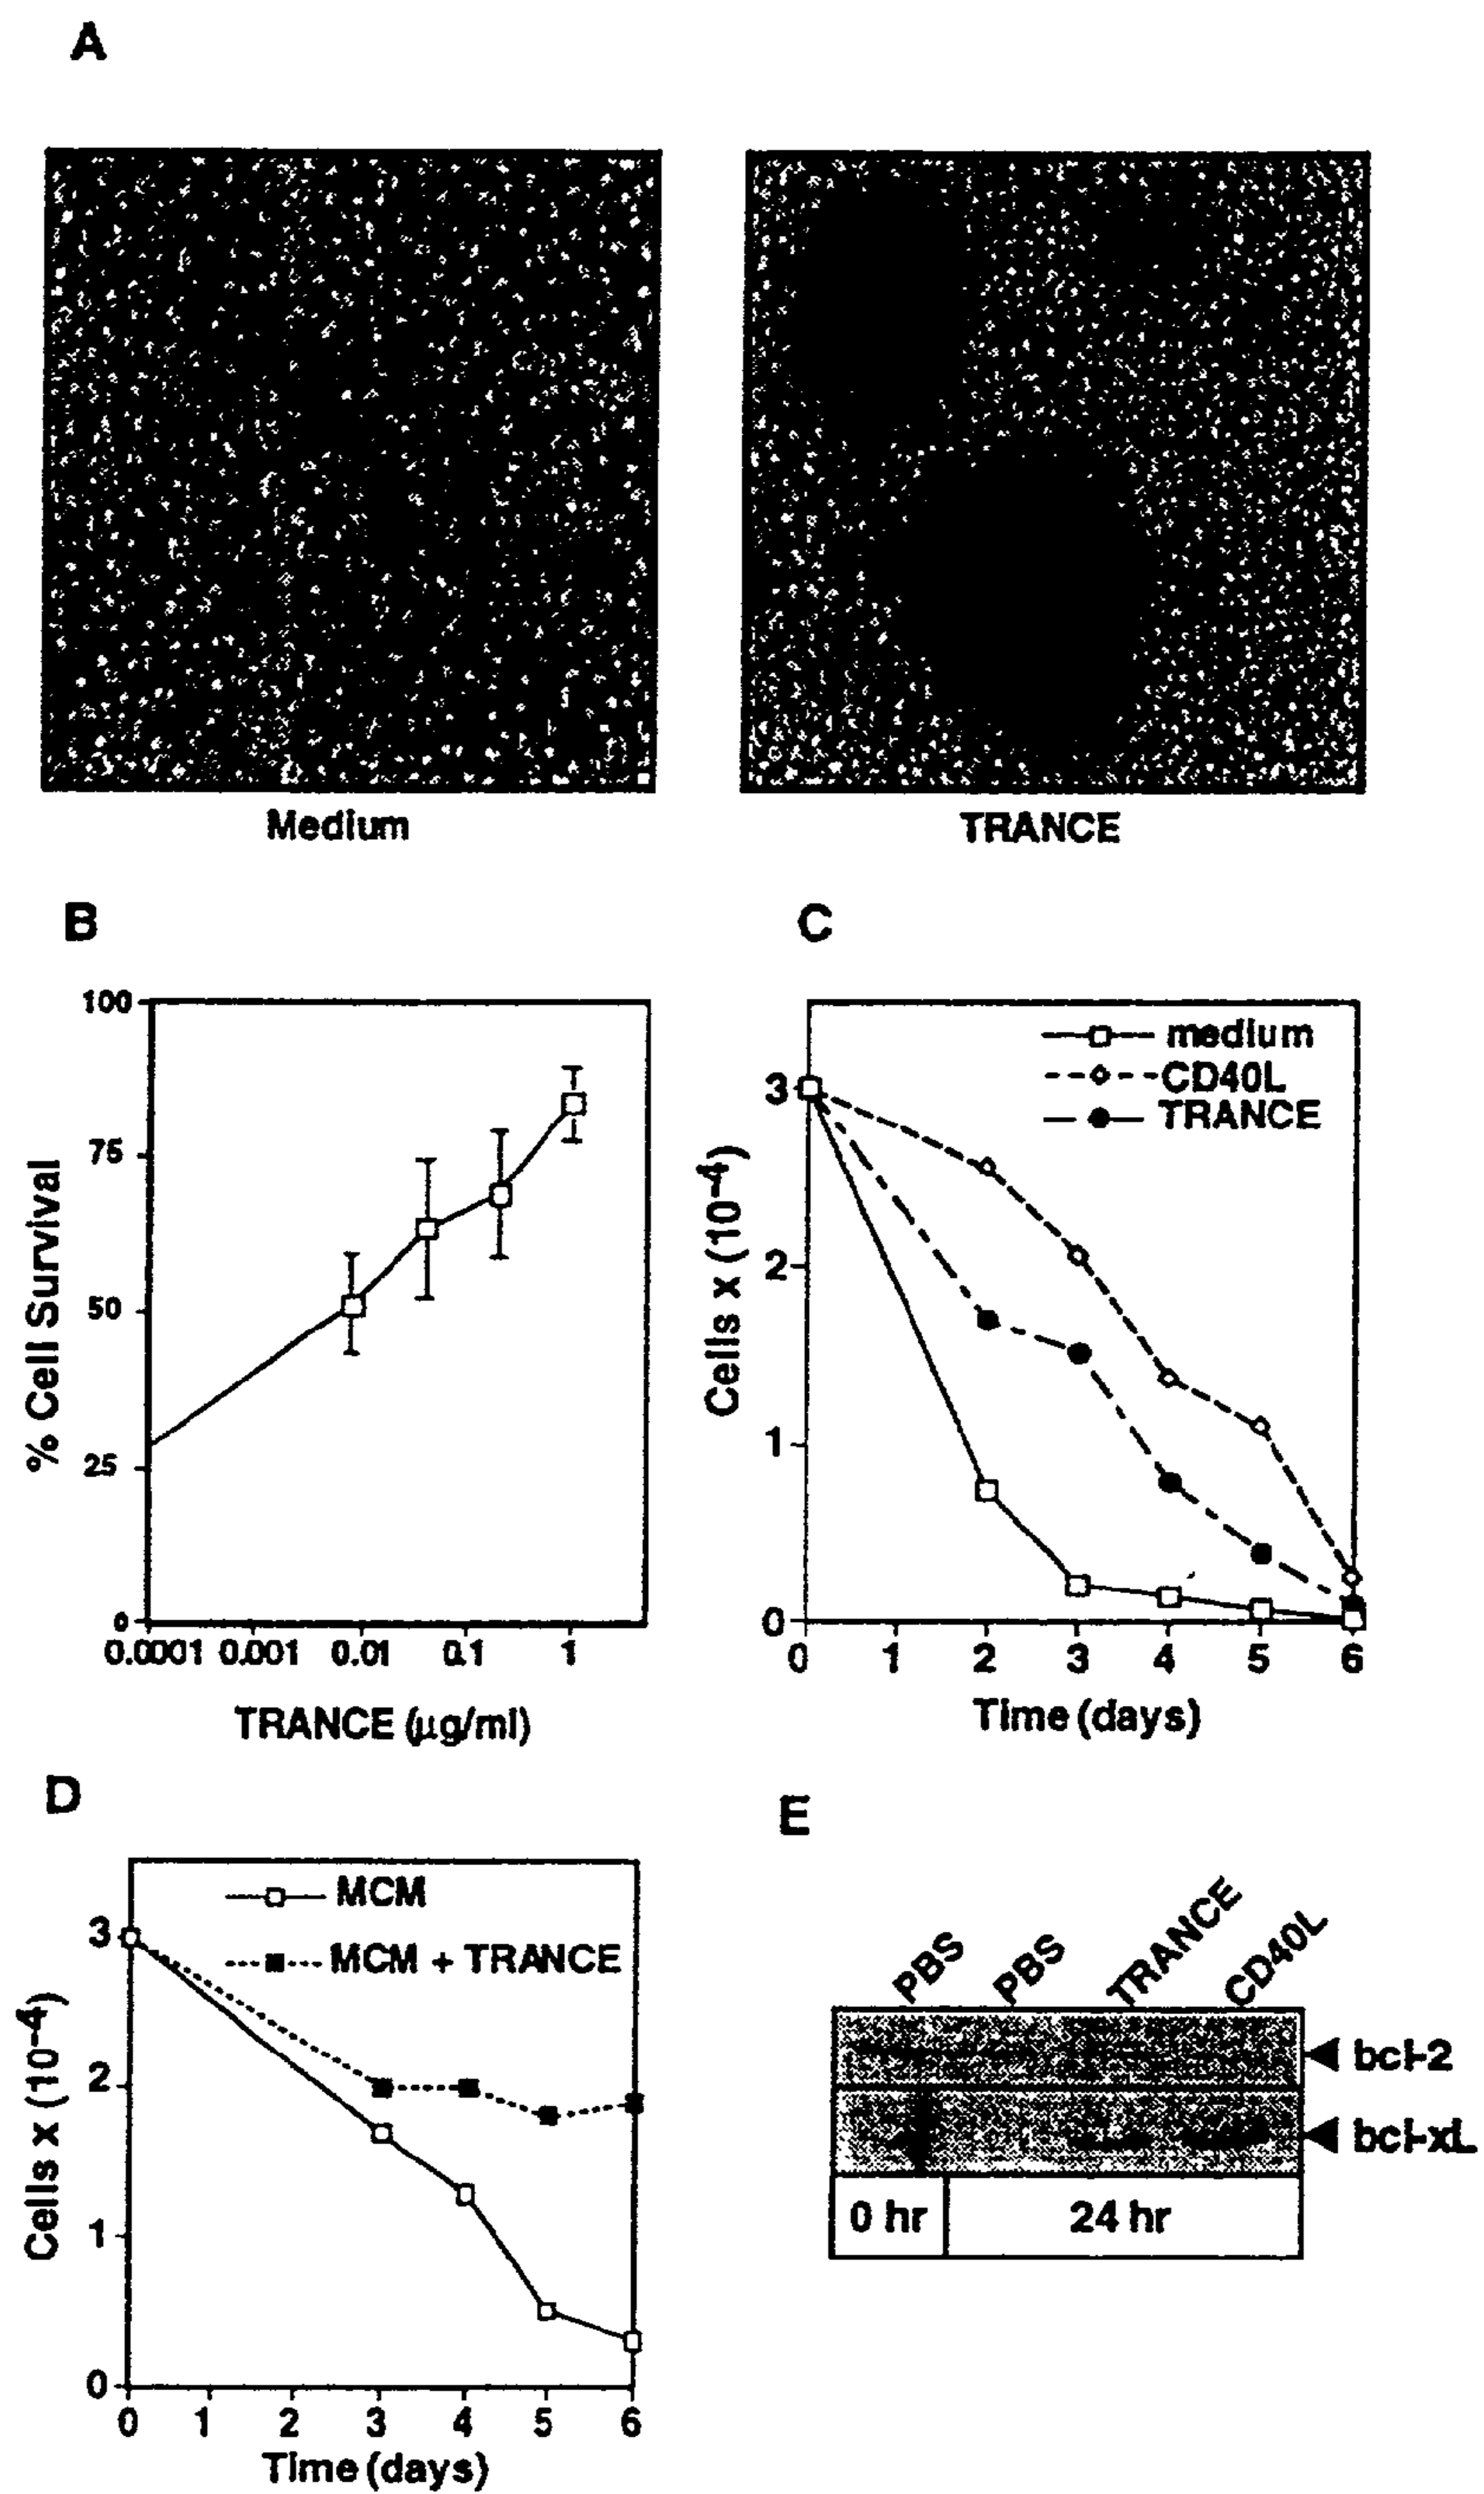 A
Medium
TRANCE
B
100
75
50
25
0
% Cell Survival
0.0001 0.001 0.01 0.1 1
TRANCE (µg/ml)
C
medium
CD40L
TRANCE
3
2
1
0
Cells x (10⁻⁴)
0 1 2 3 4 5 6
Time (days)
D
MCM
MCM + TRANCE
3
2
1
0
Cells x (10⁻⁴)
0 1 2 3 4 5 6
Time (days)
E
PBS PBS TRANCE CD40L
bcl-2
bcl-xL
0 hr 24 hr